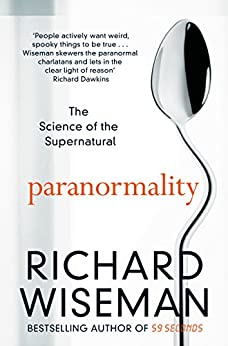 'People actively want weird,
spooky things to be true . . .
Wiseman skewers the paranormal
charlatans and lets in the
clear light of reason'
Richard Dawkins
The
Science of the
Supernatural
paranormality
RICHARD
WISEMAN
BESTSELLING AUTHOR OF 59 SECONDS